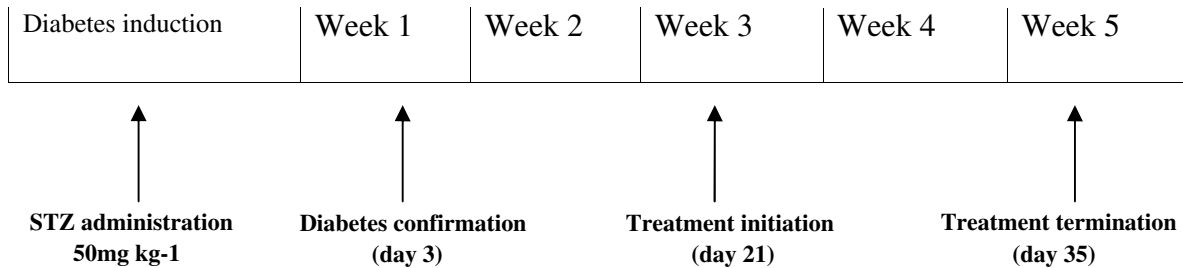 Diabetes induction Week 1 Week 2 Week 3 Week 4 Week 5
STZ administration
50mg kg-1
Diabetes confirmation
(day 3)
Treatment initiation
(day 21)
Treatment termination
(day 35)